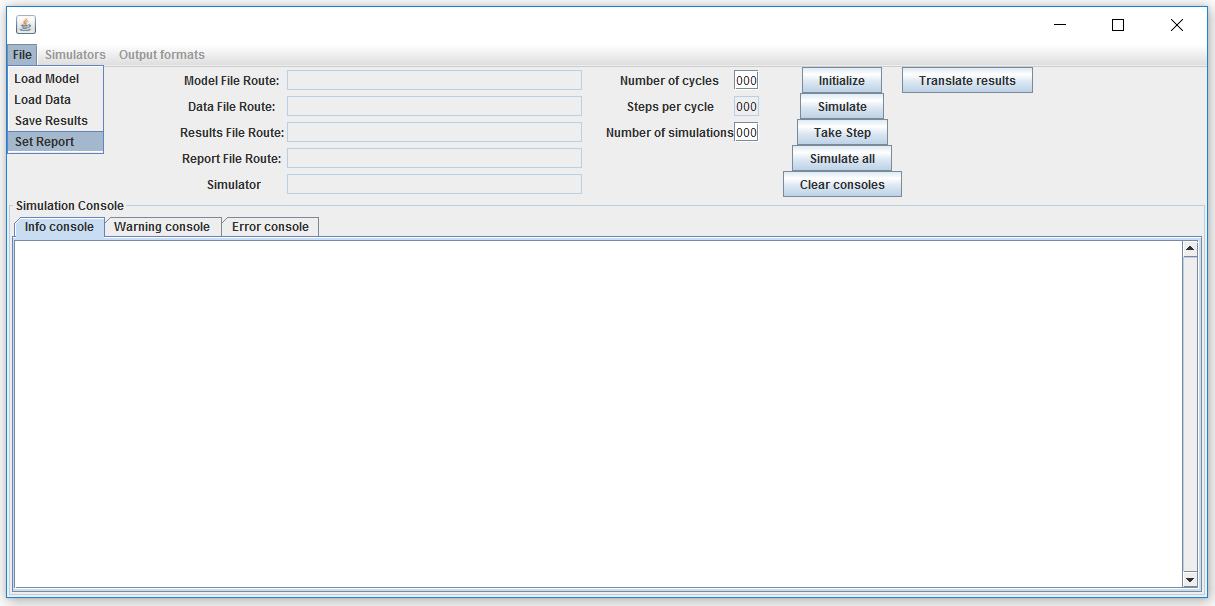 File Simulators Output formats
Load Model
Load Data
Save Results
Set Report
Model File Route:
Data File Route:
Results File Route:
Report File Route:
Simulator
Number of cycles 000
Steps per cycle 000
Number of simulations 000
Initialize
Simulate
Take Step
Simulate all
Clear consoles
Translate results
Simulation Console
Info console Warning console Error console